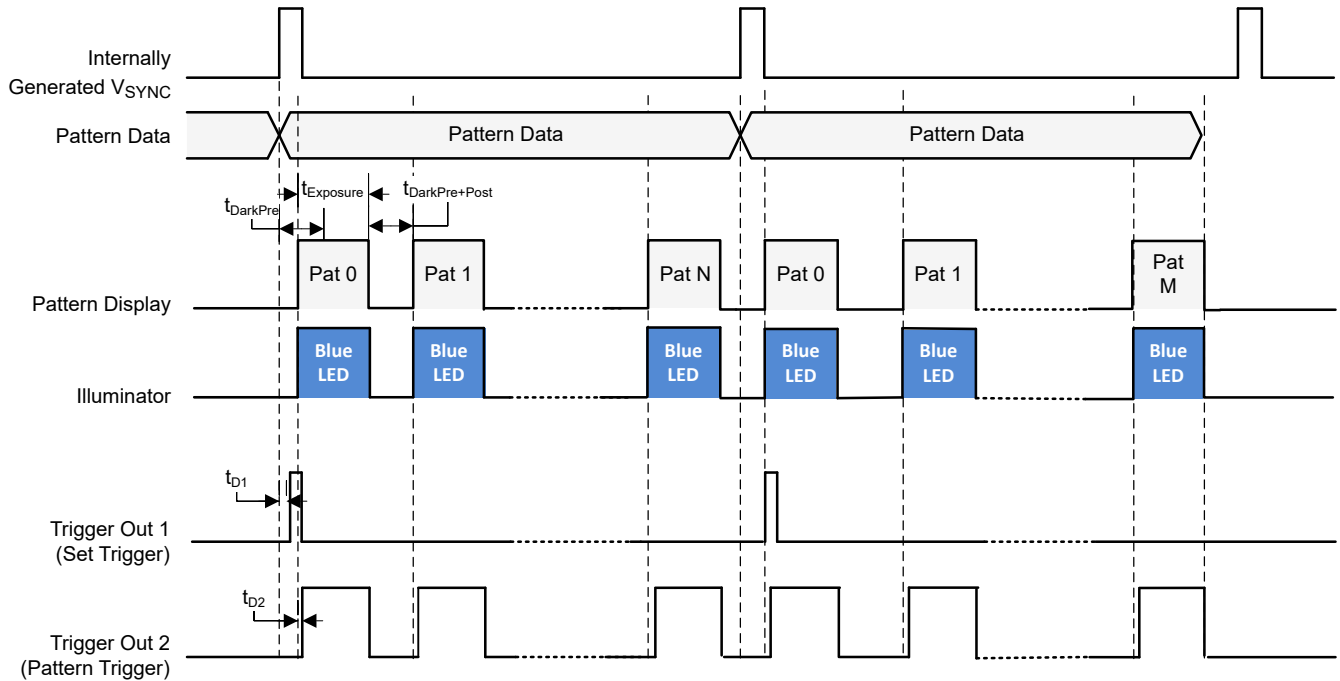 Internally
Generated VSYNC
Pattern Data
Pattern Data
Pattern Data
tExposure
tDarkPre+Post
tDarkPre
Pat 0
Pat 1
Pat N
Pat 0
Pat 1
Pat
M
Pattern Display
Blue
LED
Blue
LED
Blue
LED
Blue
LED
Blue
LED
Blue
LED
Illuminator
tD1
Trigger Out 1
(Set Trigger)
tD2
Trigger Out 2
(Pattern Trigger)